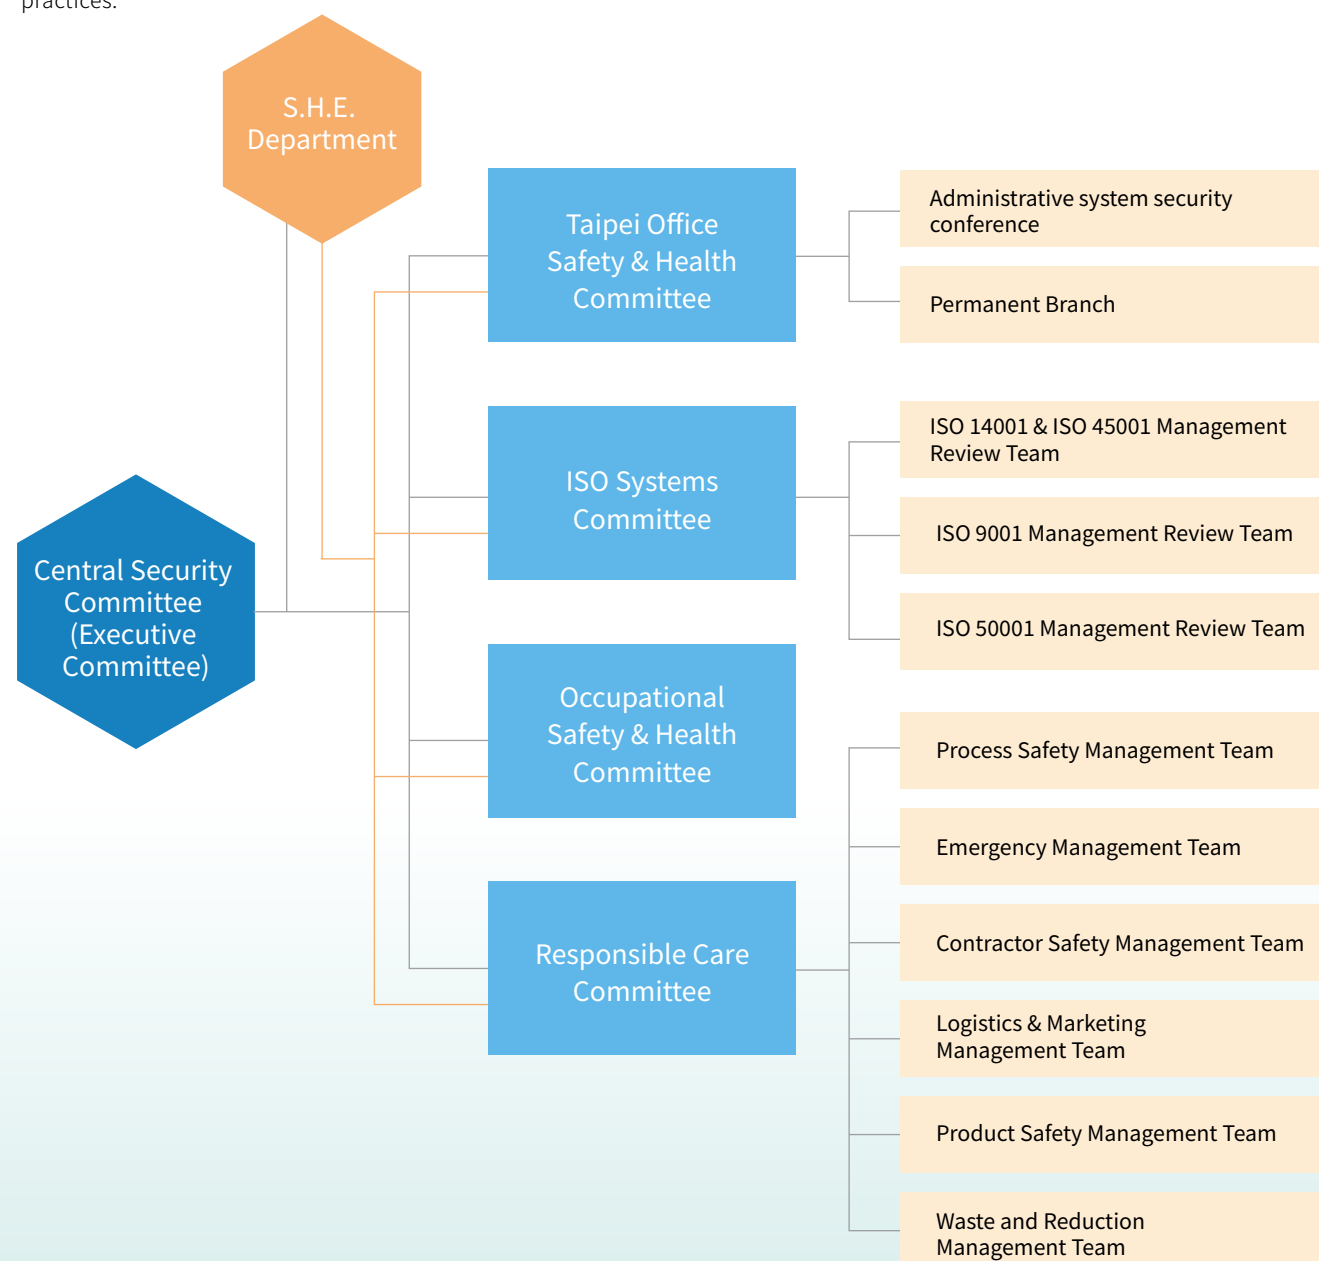 practices.
S.H.E.
Department
Taipei Office
Safety & Health
Committee
Administrative system security
conference
Permanent Branch
ISO Systems
Committee
ISO 14001 & ISO 45001 Management
Review Team
ISO 9001 Management Review Team
ISO 50001 Management Review Team
Central Security
Committee
(Executive
Committee)
Occupational
Safety & Health
Committee
Responsible Care
Committee
Process Safety Management Team
Emergency Management Team
Contractor Safety Management Team
Logistics & Marketing
Management Team
Product Safety Management Team
Waste and Reduction
Management Team